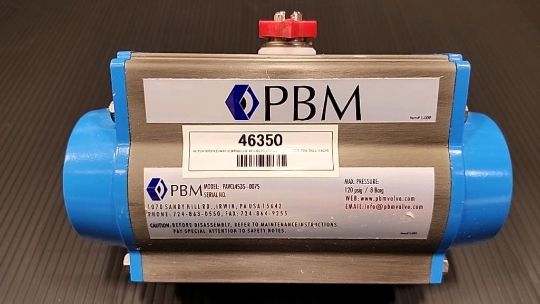 PBM
46350
PBM
MODEL: PAVCL4S3S-0075
SERIAL NO.
1070 SANDY HILL RD., IRWIN, PA USA 15642
PHONE: 724-863-0550, FAX: 724-864-9255
CAUTION: BEFORE DISASSEMBLY, REFER TO MAINTENANCE INSTRUCTIONS.
PAY SPECIAL ATTENTION TO SAFETY NOTES.
MAX. PRESSURE:
120 psig / 8 Barg
WEB: www.pbmvalve.com
EMAIL: info@pbmvalve.com